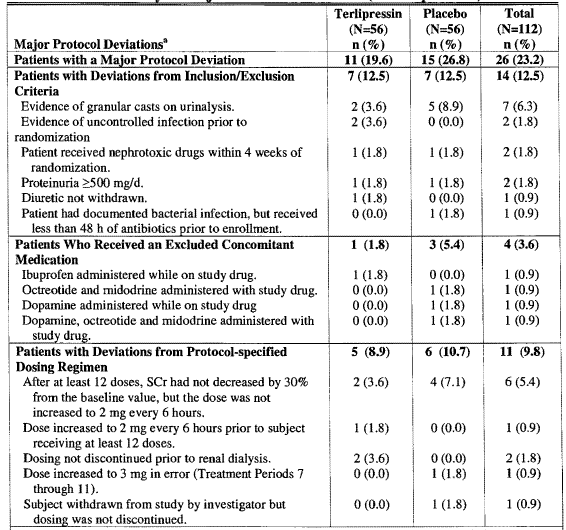 Terlipressin Placebo Total
(N=56) (N=56) (N=112)
Major Protocol Deviationsª n (%) n (%) n (%)
Patients with a Major Protocol Deviation 11 (19.6) 15 (26.8) 26 (23.2)
Patients with Deviations from Inclusion/Exclusion 7 (12.5) 7 (12.5) 14 (12.5)
Criteria
Evidence of granular casts on urinalysis. 2 (3.6) 5 (8.9) 7 (6.3)
Evidence of uncontrolled infection prior to 2 (3.6) 0 (0.0) 2 (1.8)
randomization
Patient received nephrotoxic drugs within 4 weeks of 1 (1.8) 1 (1.8) 2 (1.8)
randomization.
Proteinuria ≥500 mg/d. 1 (1.8) 1 (1.8) 2 (1.8)
Diuretic not withdrawn. 1 (1.8) 0 (0.0) 1 (0.9)
Patient had documented bacterial infection, but received 0 (0.0) 1 (1.8) 1 (0.9)
less than 48 h of antibiotics prior to enrollment.
Patients Who Received an Excluded Concomitant 1 (1.8) 3 (5.4) 4 (3.6)
Medication
Ibuprofen administered while on study drug. 1 (1.8) 0 (0.0) 1 (0.9)
Octreotide and midodrine administered with study drug. 0 (0.0) 1 (1.8) 1 (0.9)
Dopamine administered while on study drug 0 (0.0) 1 (1.8) 1 (0.9)
Dopamine, octreotide and midodrine administered with 0 (0.0) 1 (1.8) 1 (0.9)
study drug.
Patients with Deviations from Protocol-specified 5 (8.9) 6 (10.7) 11 (9.8)
Dosing Regimen
After at least 12 doses, SCr had not decreased by 30% 2 (3.6) 4 (7.1) 6 (5.4)
from the baseline value, but the dose was not
increased to 2 mg every 6 hours.
Dose increased to 2 mg every 6 hours prior to subject 1 (1.8) 0 (0.0) 1 (0.9)
receiving at least 12 doses.
Dosing not discontinued prior to renal dialysis. 2 (3.6) 0 (0.0) 2 (1.8)
Dose increased to 3 mg in error (Treatment Periods 7 0 (0.0) 1 (1.8) 1 (0.9)
through 11).
Subject withdrawn from study by investigator but 0 (0.0) 1 (1.8) 1 (0.9)
dosing was not discontinued.